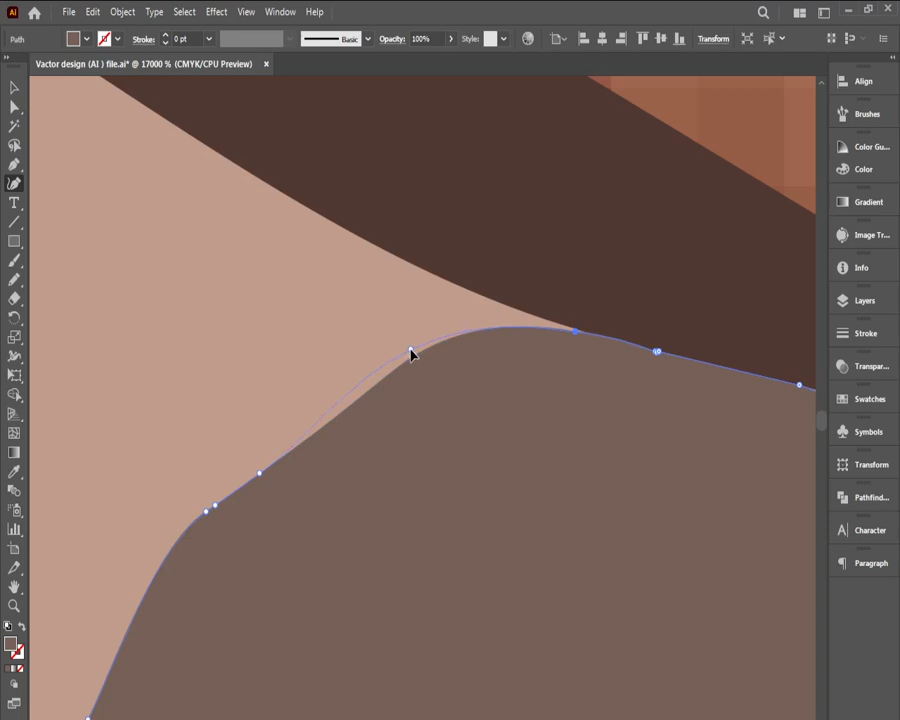 Ai File Edit Object Type Select Effect View Window Help
Path Stroke: 0 pt Basic Opacity: 100% Style: Transform
Vactor design (AI ) file.ai* @ 17000 % (CMYK/CPU Preview) ×
Align
Brushes
Color Gu...
Color
Gradient
Image Tr...
Info
Layers
Stroke
Transpar...
Swatches
Symbols
Transform
Pathfind...
Character
Paragraph